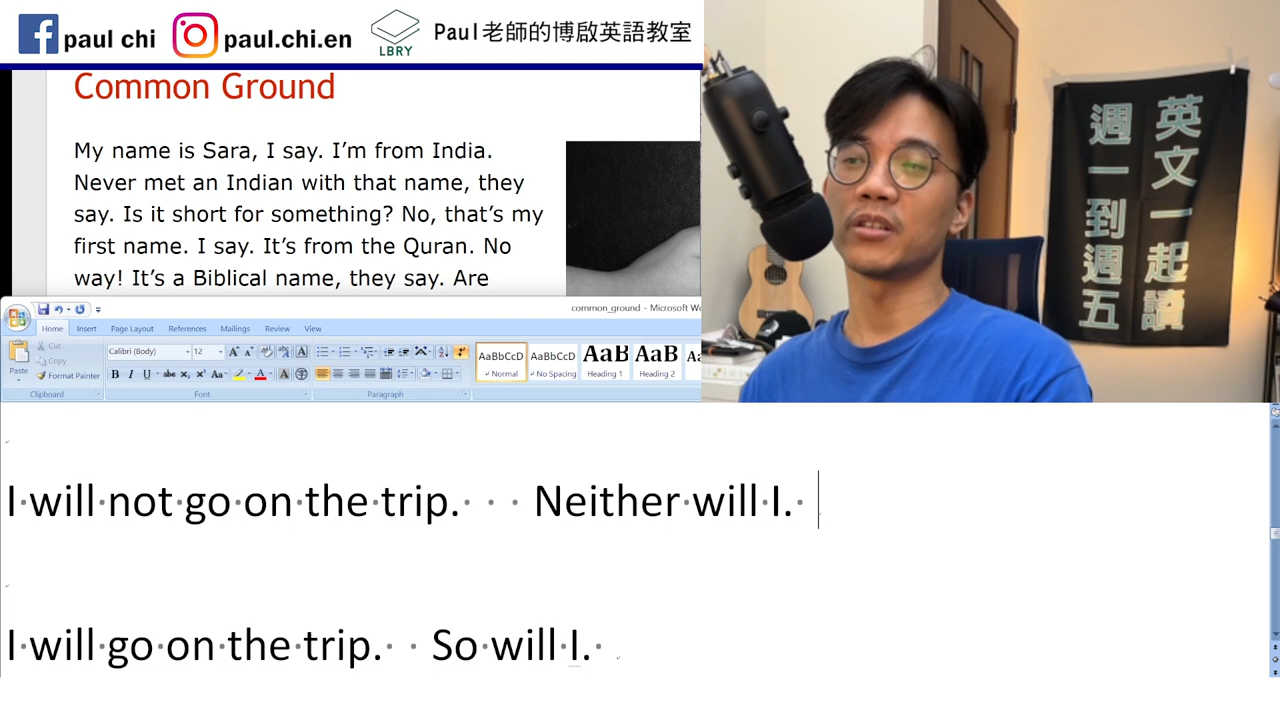 paul chi
paul.chi.en
LBRY
Paul老師的博啟英語教室
Common Ground
My name is Sara, I say. I’m from India.
Never met an Indian with that name, they
say. Is it short for something? No, that’s my
first name. I say. It’s from the Quran. No
way! It’s a Biblical name, they say. Are
英文一起讀
週一到週五
common_ground - Microsoft Wo
Home Insert Page Layout References Mailings Review View
Paste
Cut
Copy
Format Painter
Clipboard
Calibri (Body) 12
Font
Paragraph
AaBbCcD AaBbCcD AaB AaB
Normal No Spacing Heading 1 Heading 2
I will not go on the trip. Neither will I.
I will go on the trip. So will I.